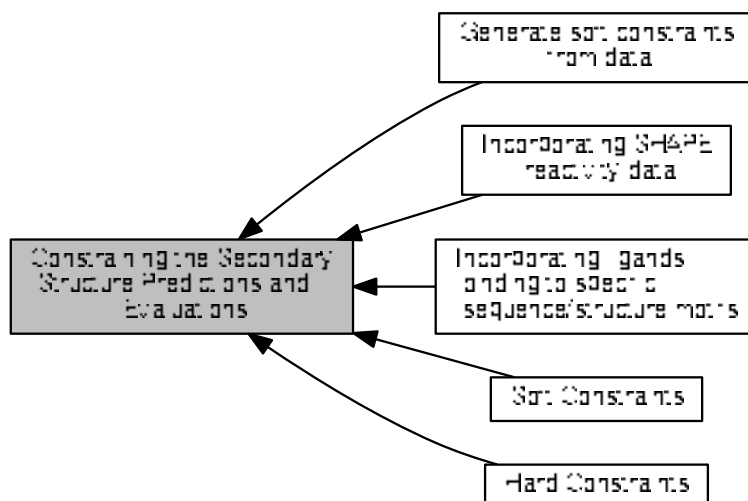 Generate soft constraints
from data
Incorporating SHAPE
reactivity data
Constraining the Secondary
Structure Predictions and
Evaluations
Incorporating ligands
binding to specific
sequence/structure motifs
Soft Constraints
Hard Constraints